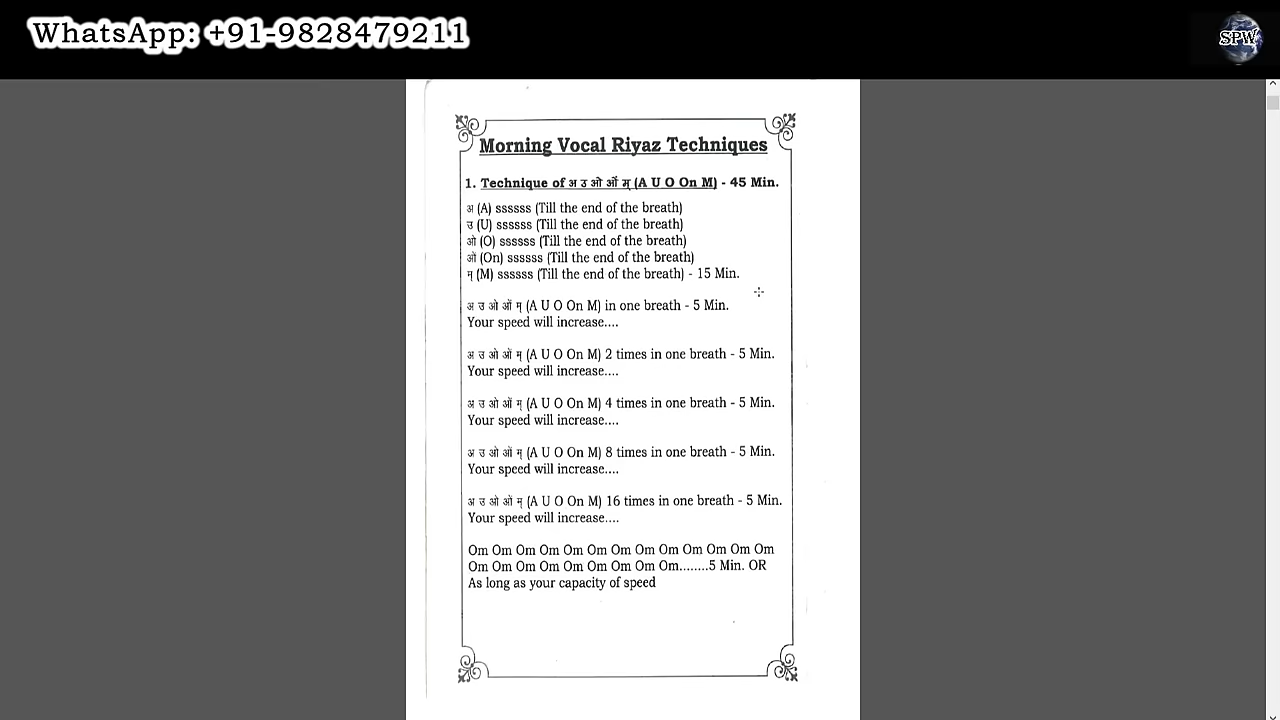 WhatsApp: +91-9828479211
SPW
Morning Vocal Riyaz Techniques
1. Technique of अ उ ओ ओं म् (A U O On M) - 45 Min.
अ (A) ssssss (Till the end of the breath)
उ (U) ssssss (Till the end of the breath)
ओ (O) ssssss (Till the end of the breath)
ओं (On) ssssss (Till the end of the breath)
म् (M) ssssss (Till the end of the breath) - 15 Min.
अ उ ओ ओं म् (A U O On M) in one breath - 5 Min.
Your speed will increase....
अ उ ओ ओं म् (A U O On M) 2 times in one breath - 5 Min.
Your speed will increase....
अ उ ओ ओं म् (A U O On M) 4 times in one breath - 5 Min.
Your speed will increase....
अ उ ओ ओं म् (A U O On M) 8 times in one breath - 5 Min.
Your speed will increase....
अ उ ओ ओं म् (A U O On M) 16 times in one breath - 5 Min.
Your speed will increase....
Om Om Om Om Om Om Om Om Om Om Om Om Om
Om Om Om Om Om Om Om Om Om........5 Min. OR
As long as your capacity of speed